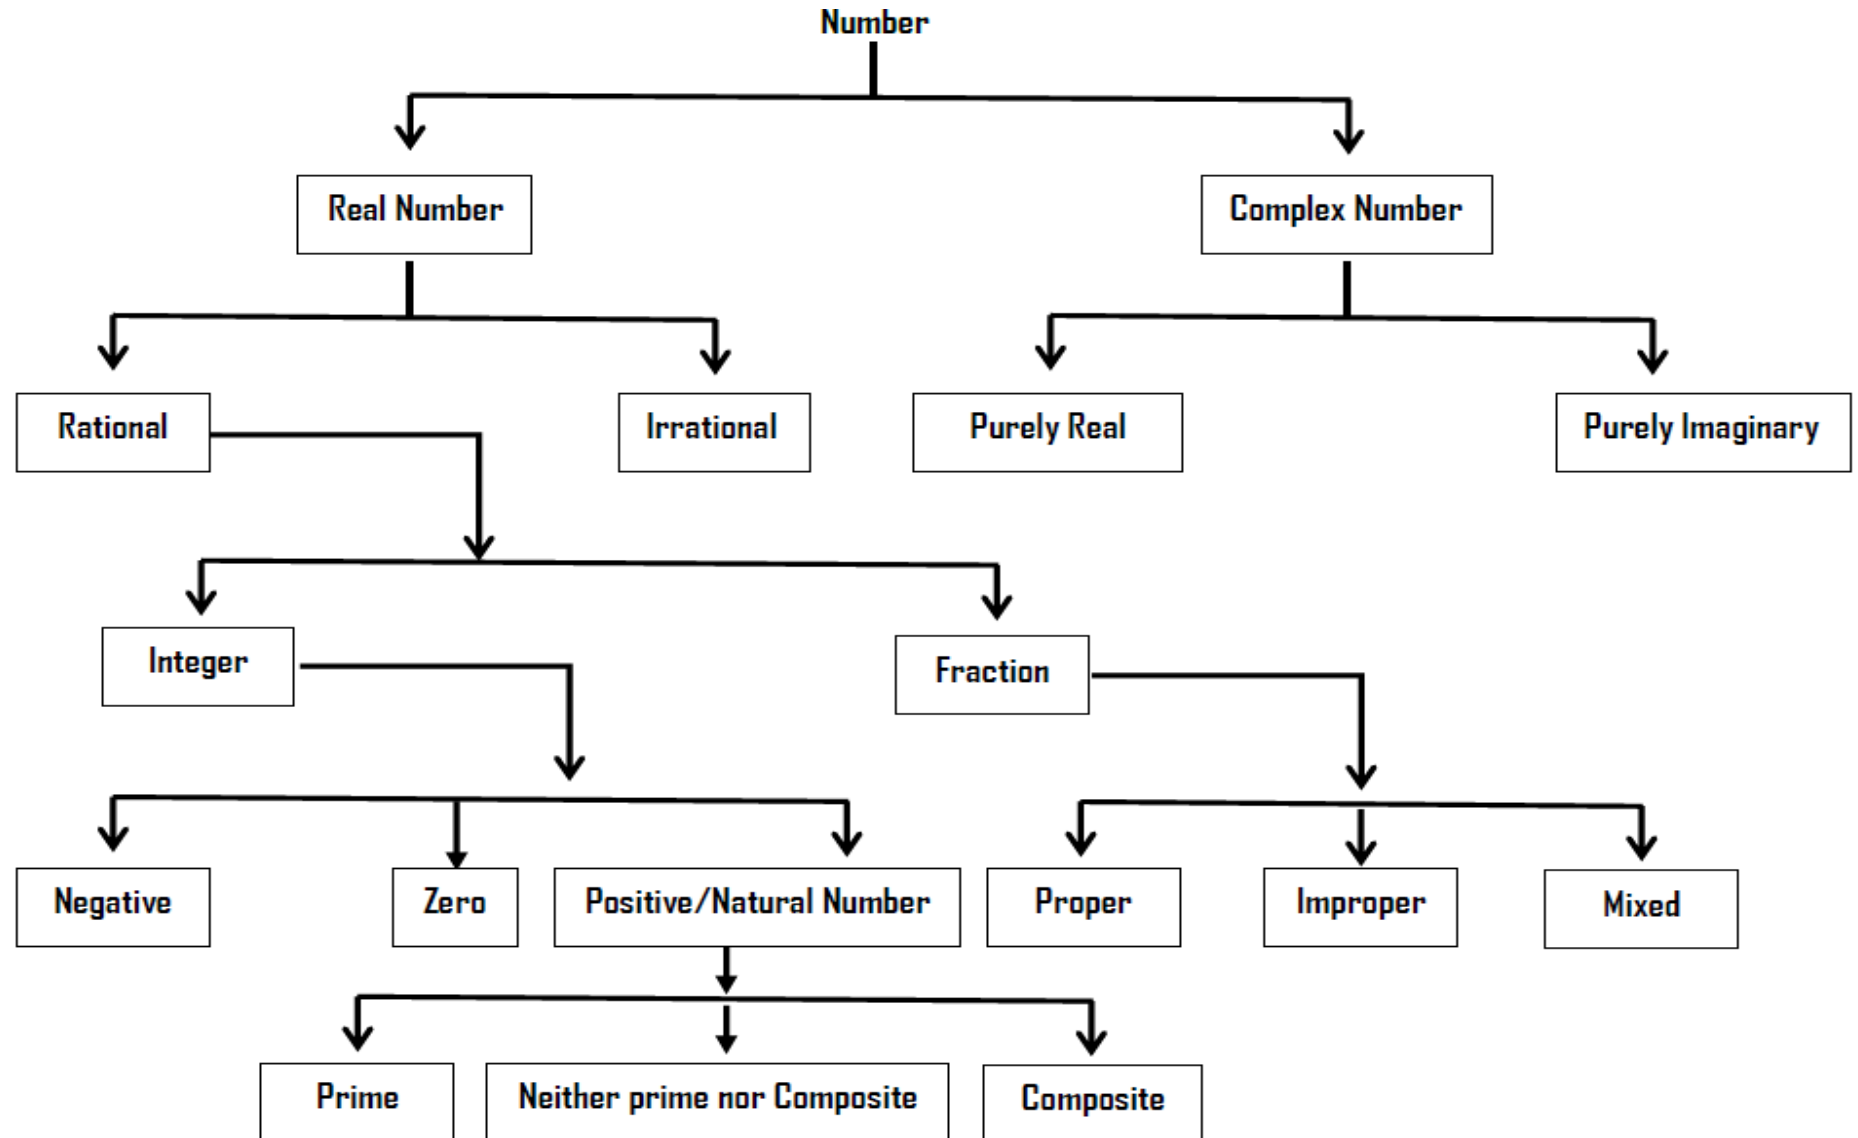 Number
Real Number
Complex Number
Rational
Irrational
Purely Real
Purely Imaginary
Integer
Fraction
Negative
Zero
Positive/Natural Number
Proper
Improper
Mixed
Prime
Neither prime nor Composite
Composite